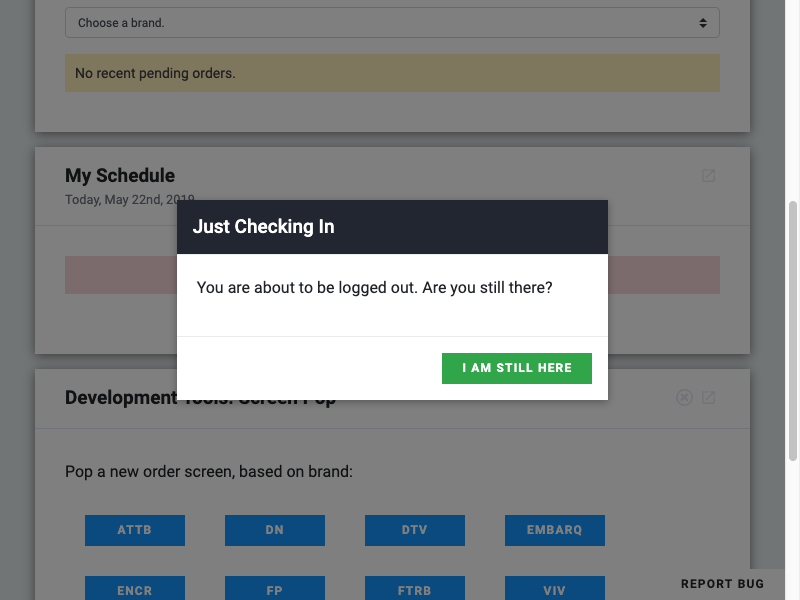 Choose a brand.
No recent pending orders.
My Schedule
Today, May 22nd, 2019
Just Checking In
You are about to be logged out. Are you still there?
I AM STILL HERE
Development Tools: Screen Pop
Pop a new order screen, based on brand:
ATTB DN DTV EMBARQ
ENCR FP FTRB VIV
REPORT BUG